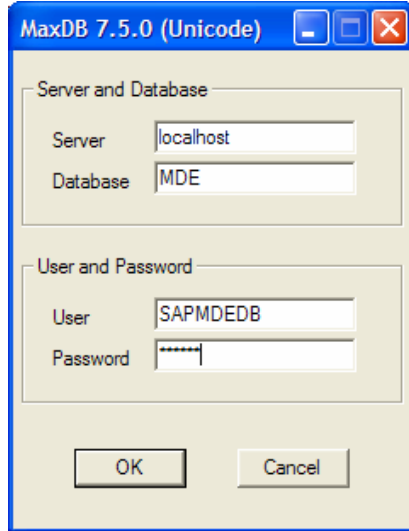 MaxDB 7.5.0 (Unicode)
Server and Database
Server localhost
Database MDE
User and Password
User SAPMDEDB
Password ******
OK Cancel